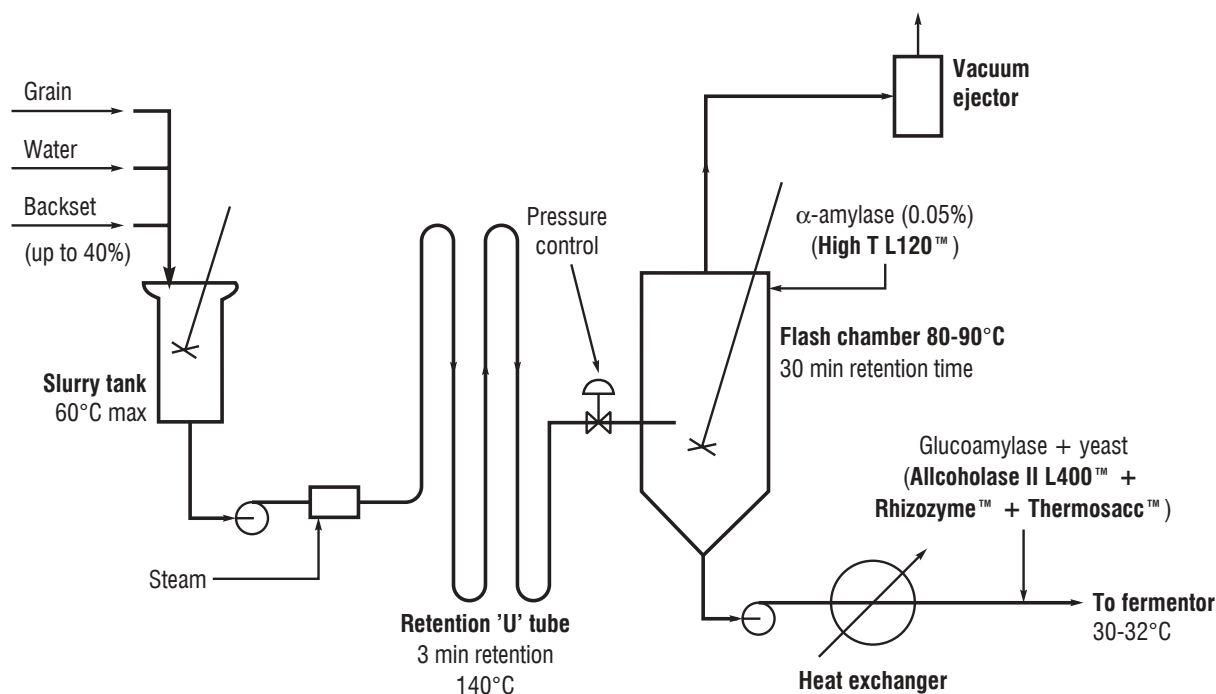 Grain
Water
Backset
(up to 40%)
Slurry tank
60°C max
Steam
Retention 'U' tube
3 min retention
140°C
Pressure
control
Vacuum
ejector
α-amylase (0.05%)
(High T L120™)
Flash chamber 80-90°C
30 min retention time
Glucoamylase + yeast
(Allcoholase II L400™ +
Rhizozyme™ + Thermosacc™)
To fermentor
30-32°C
Heat exchanger